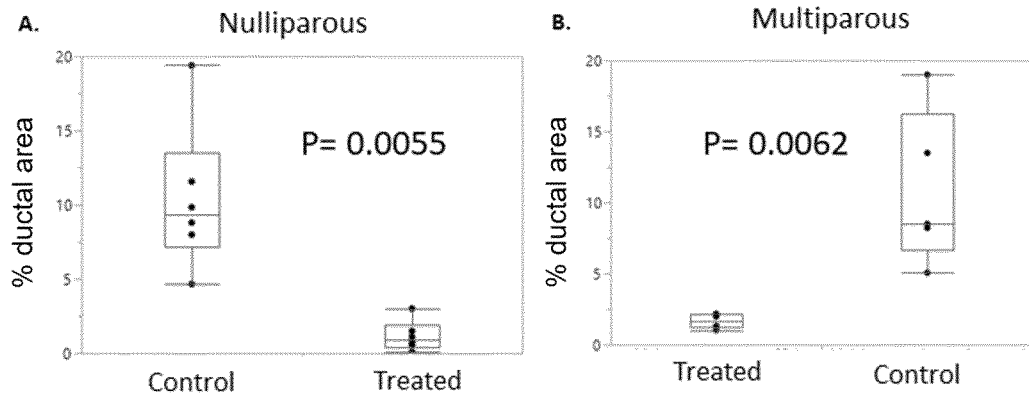 A.
Nulliparous
% ductal area
20
15
10
5
0
P= 0.0055
Control
Treated
B.
Multiparous
% ductal area
20
15
10
5
0
P= 0.0062
Treated
Control